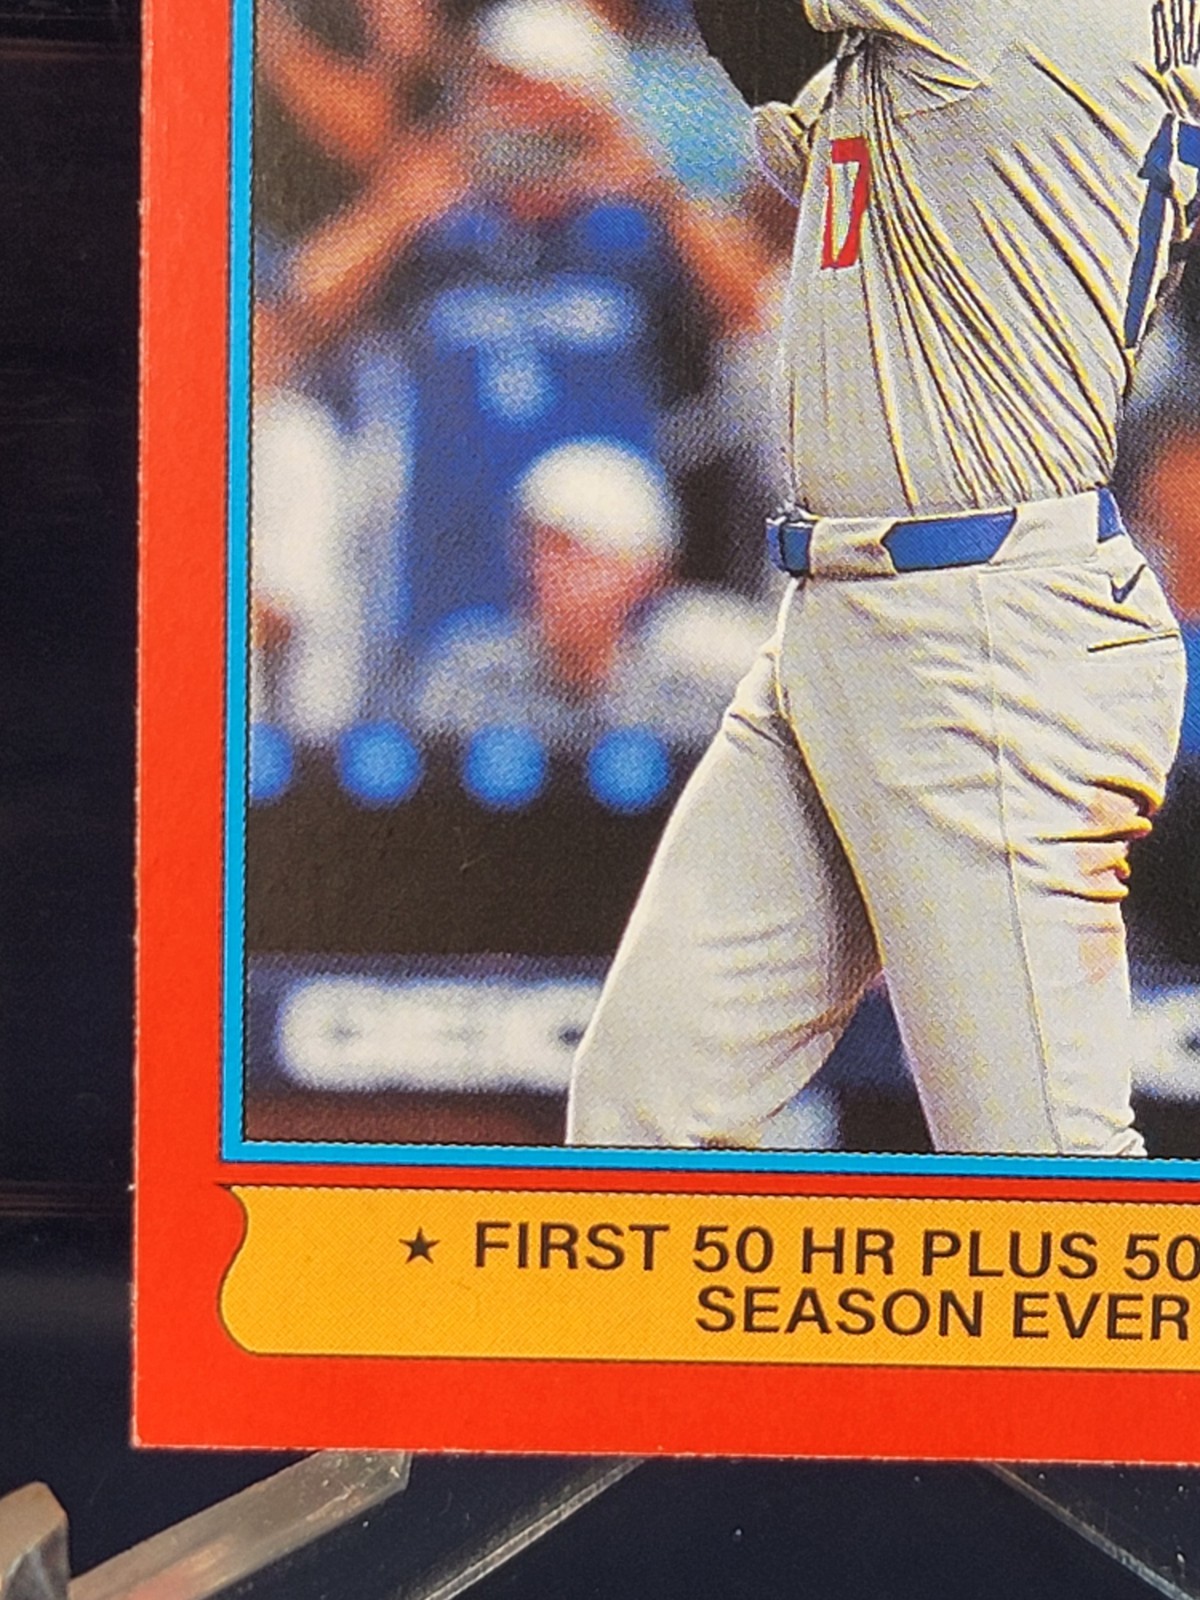 ★ FIRST 50 HR PLUS 50
SEASON EVER